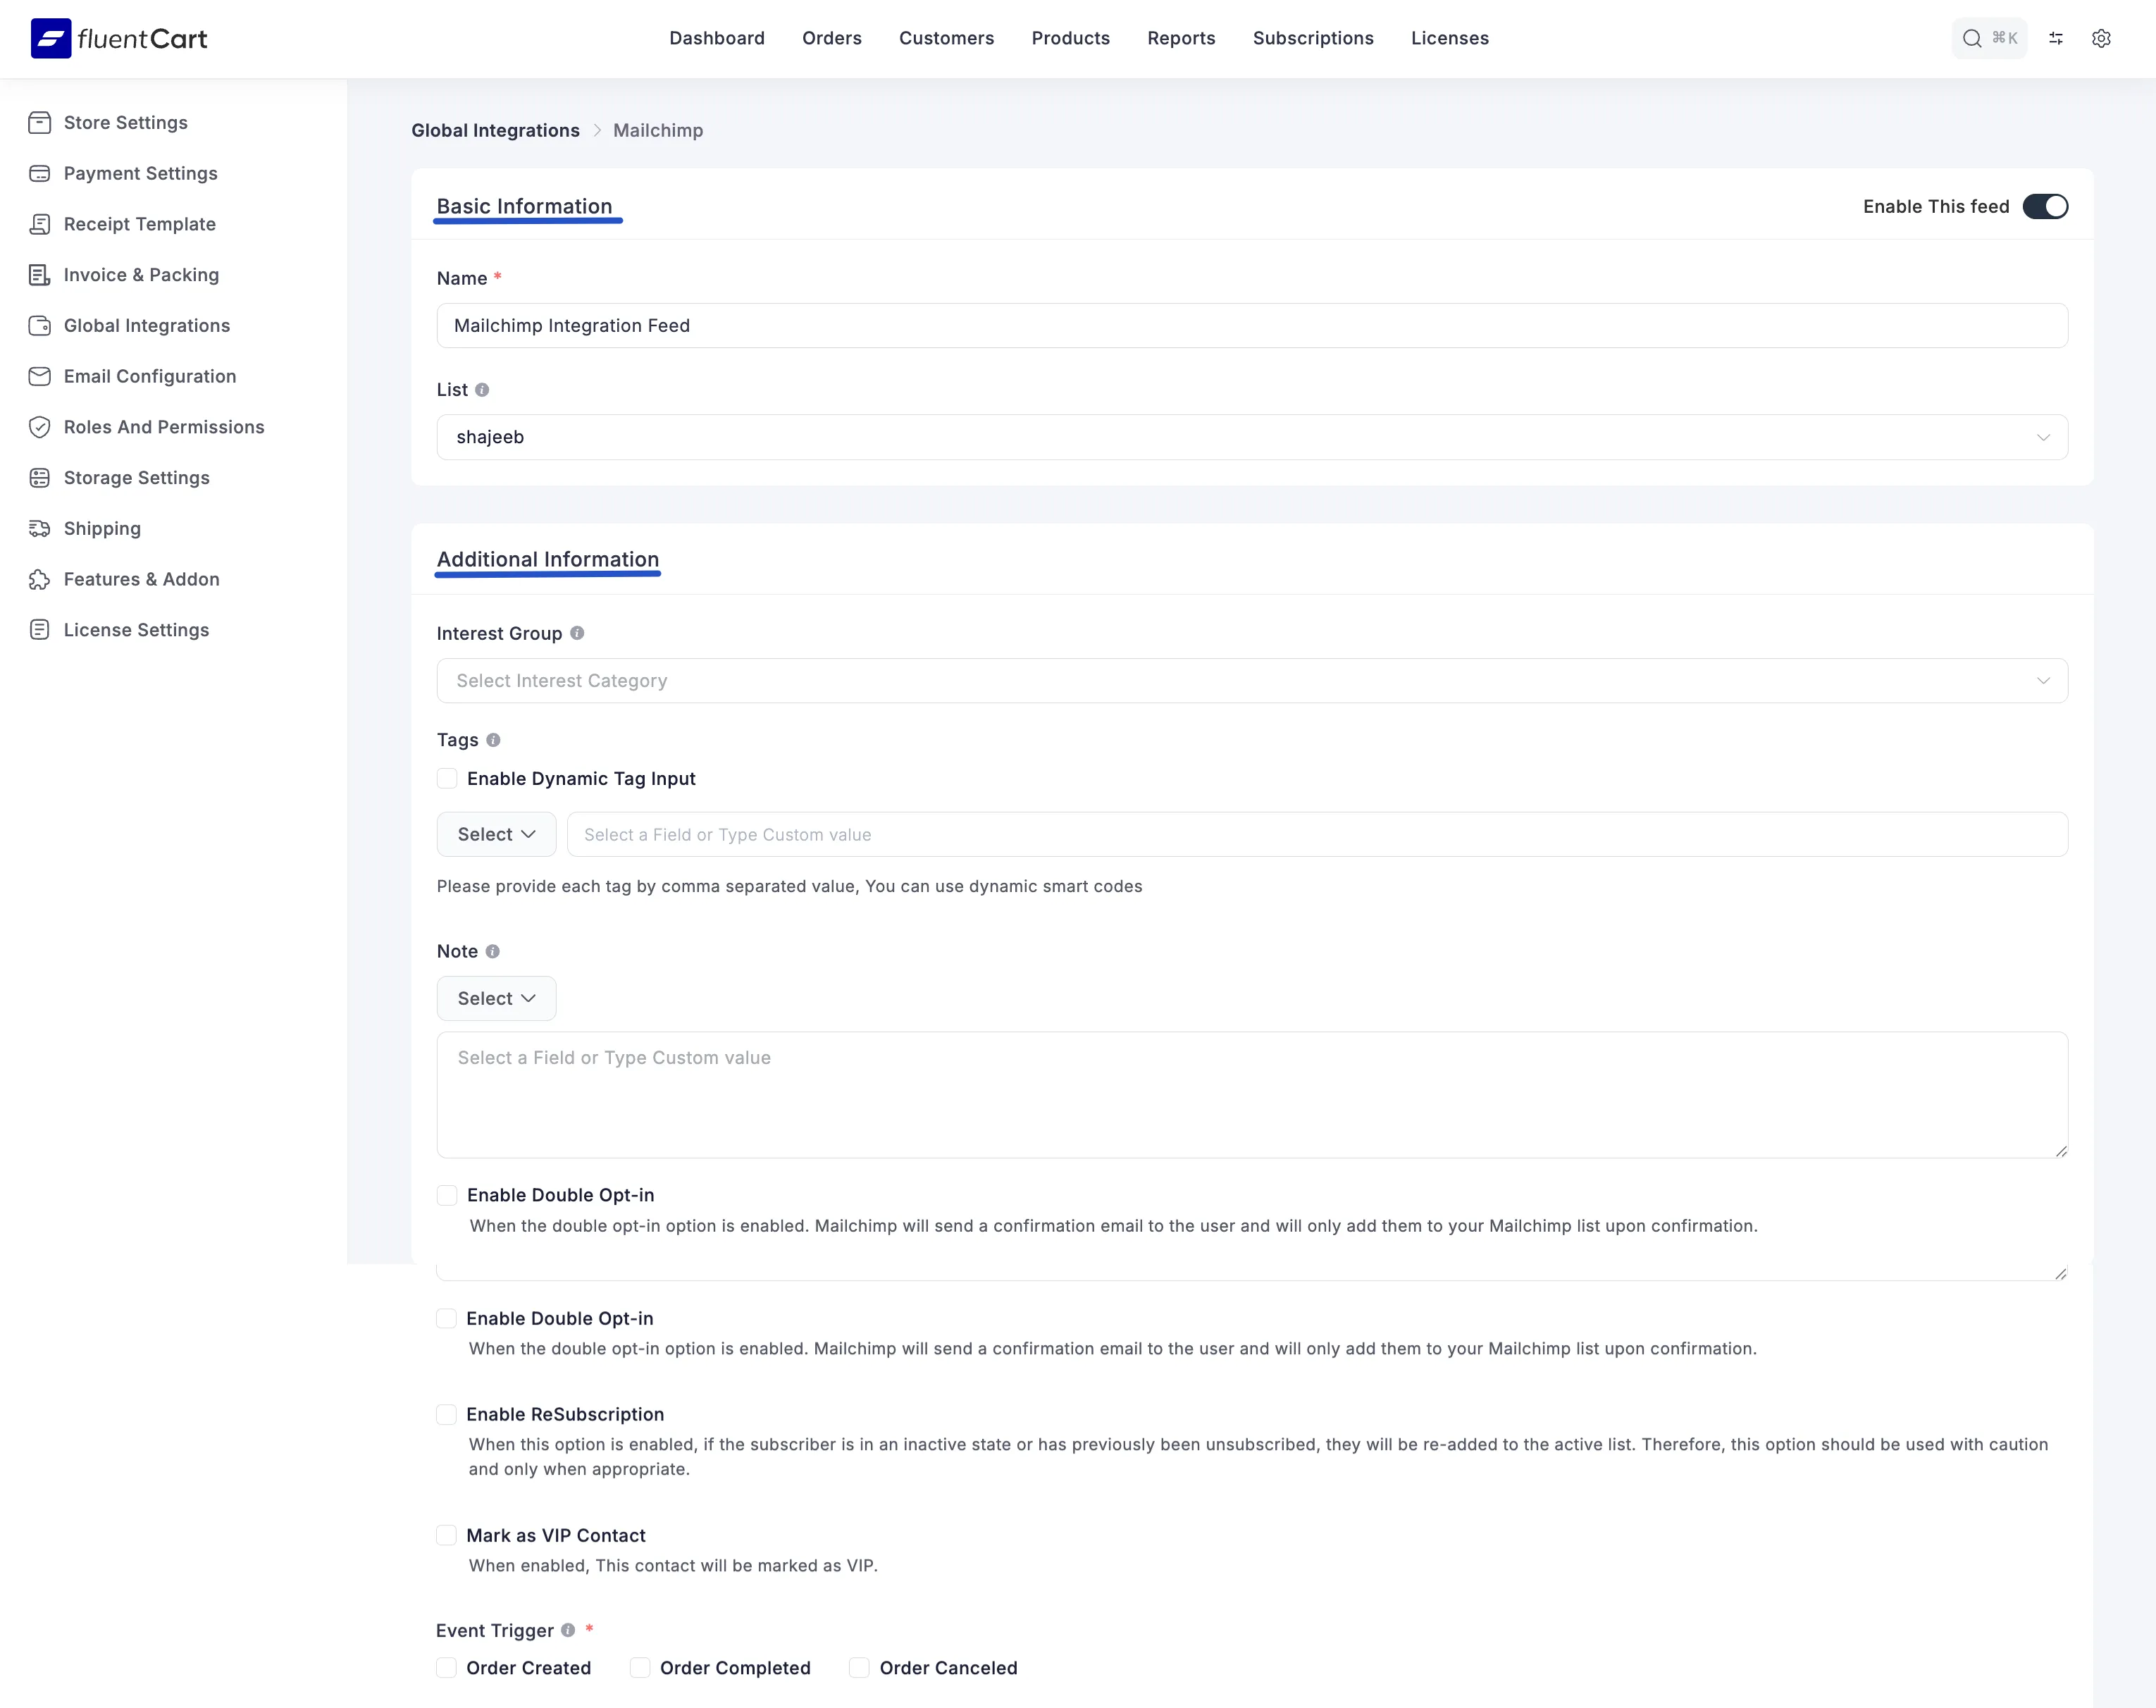 fluentCart
Dashboard Orders Customers Products Reports Subscriptions Licenses
⌘K
Store Settings
Payment Settings
Receipt Template
Invoice & Packing
Global Integrations
Email Configuration
Roles And Permissions
Storage Settings
Shipping
Features & Addon
License Settings
Global Integrations > Mailchimp
Basic Information
Enable This feed
Name *
Mailchimp Integration Feed
List
shajeeb
Additional Information
Interest Group
Select Interest Category
Tags
Enable Dynamic Tag Input
Select
Select a Field or Type Custom value
Please provide each tag by comma separated value, You can use dynamic smart codes
Note
Select
Select a Field or Type Custom value
Enable Double Opt-in
When the double opt-in option is enabled. Mailchimp will send a confirmation email to the user and will only add them to your Mailchimp list upon confirmation.
Enable Double Opt-in
When the double opt-in option is enabled. Mailchimp will send a confirmation email to the user and will only add them to your Mailchimp list upon confirmation.
Enable ReSubscription
When this option is enabled, if the subscriber is in an inactive state or has previously been unsubscribed, they will be re-added to the active list. Therefore, this option should be used with caution
and only when appropriate.
Mark as VIP Contact
When enabled, This contact will be marked as VIP.
Event Trigger *
Order Created Order Completed Order Canceled